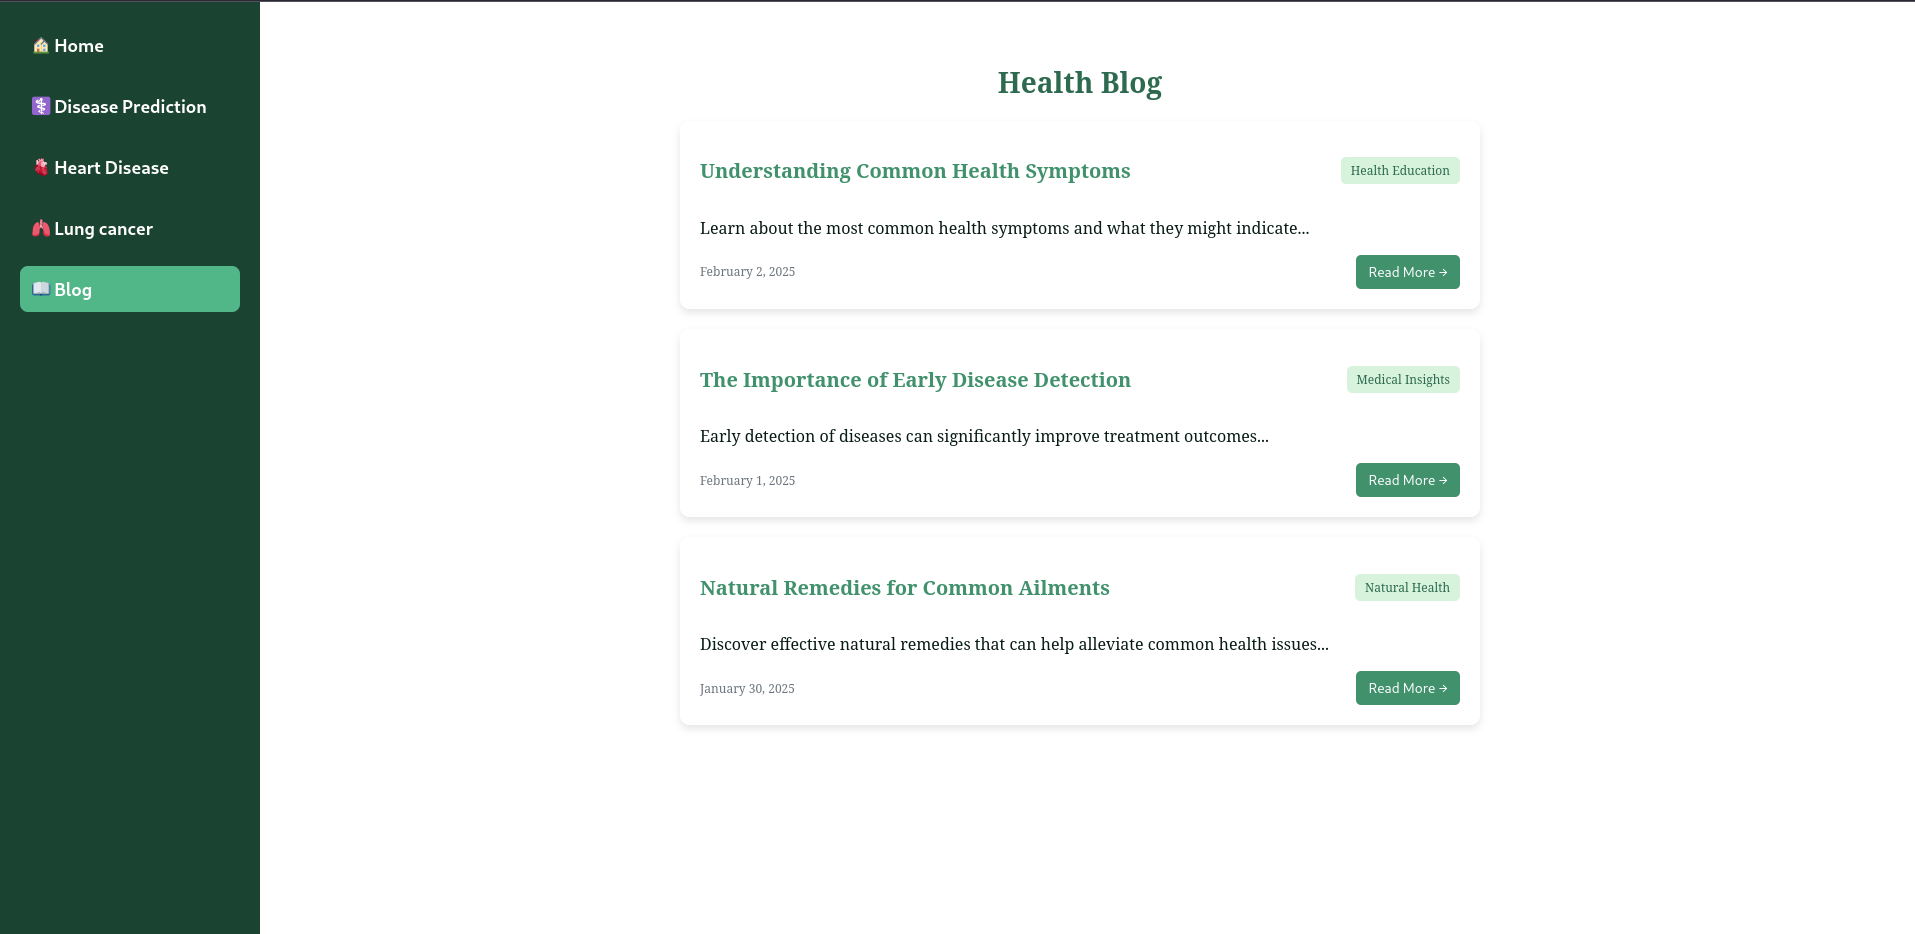 Home
Disease Prediction
Heart Disease
Lung cancer
Blog
Health Blog
Understanding Common Health Symptoms
Health Education
Learn about the most common health symptoms and what they might indicate...
February 2, 2025
Read More →
The Importance of Early Disease Detection
Medical Insights
Early detection of diseases can significantly improve treatment outcomes...
February 1, 2025
Read More →
Natural Remedies for Common Ailments
Natural Health
Discover effective natural remedies that can help alleviate common health issues...
January 30, 2025
Read More →